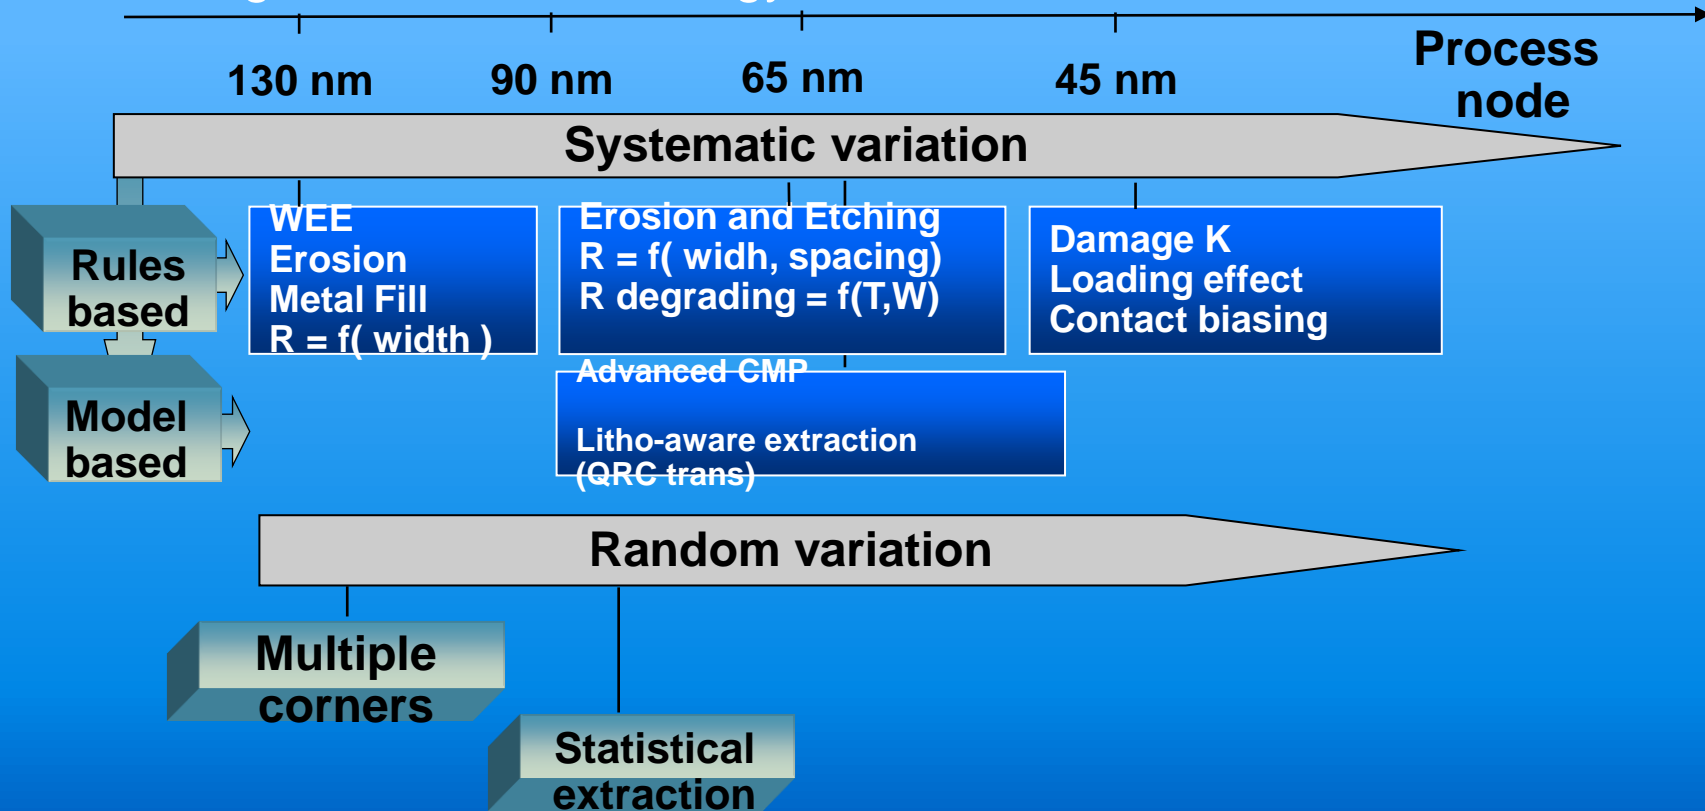 130 nm
90 nm
65 nm
45 nm
Process
node
Systematic variation
Rules
based
WEE
Erosion
Metal Fill
R = f( width )
Erosion and Etching
R = f( widh, spacing)
R degrading = f(T,W)
Damage K
Loading effect
Contact biasing
Model
based
Advanced CMP
Litho-aware extraction
(QRC trans)
Random variation
Multiple
corners
Statistical
extraction